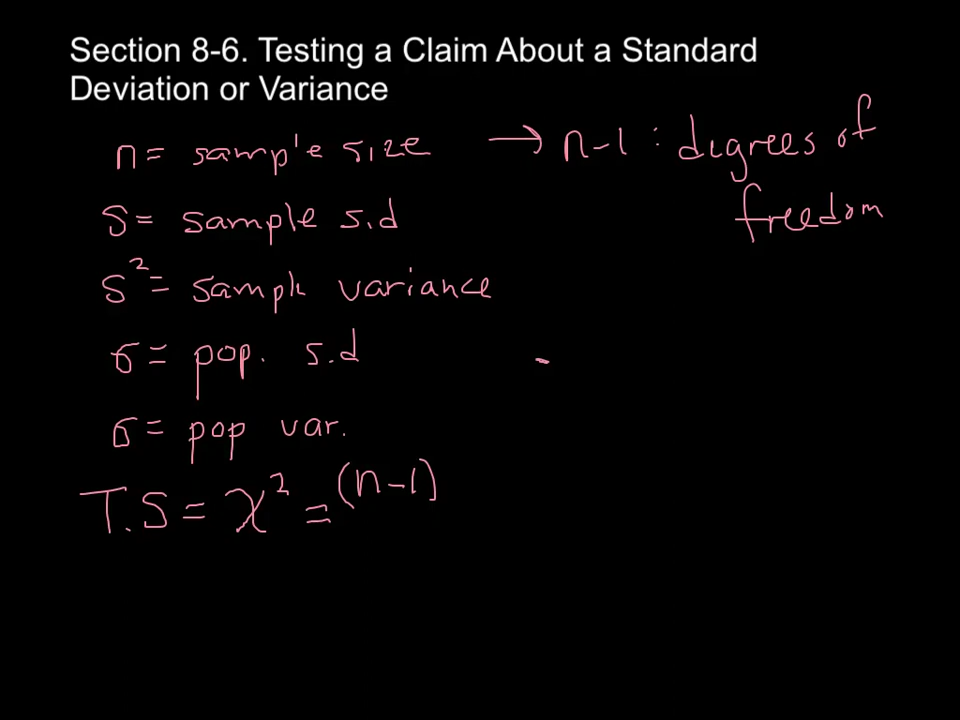 Section 8-6. Testing a Claim About a Standard
Deviation or Variance
n = sample size → n-1 : degrees of
freedom
S = sample s.d
S² = sample variance
σ = pop. s.d
σ = pop var.
T.S = χ² = (n-1)